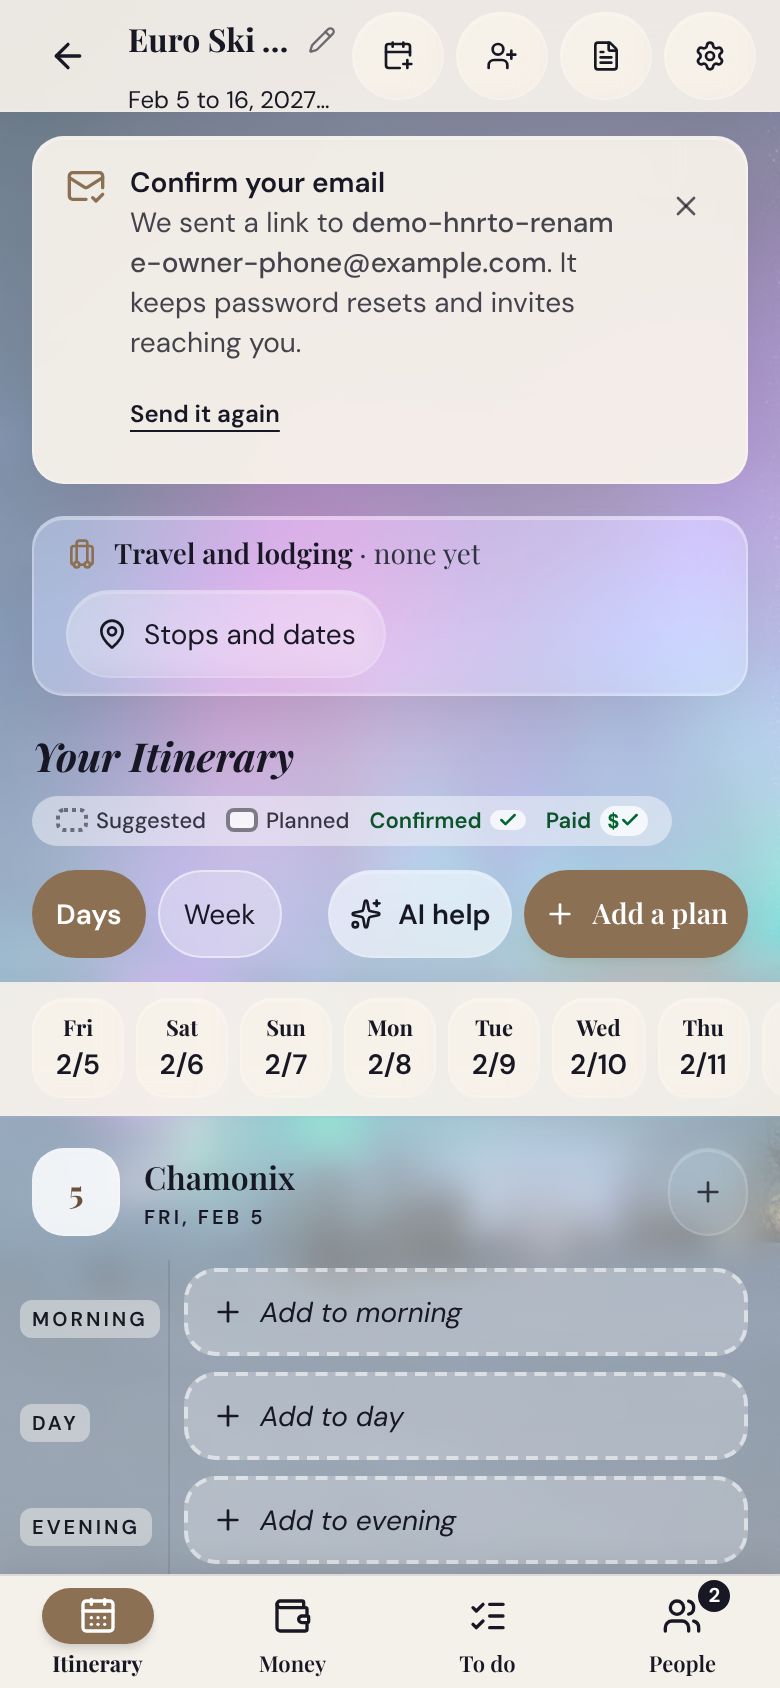 Euro Ski ...
Feb 5 to 16, 2027...
Confirm your email
We sent a link to demo-hnrto-renam
e-owner-phone@example.com. It
keeps password resets and invites
reaching you.
Send it again
Travel and lodging · none yet
Stops and dates
Your Itinerary
Suggested Planned Confirmed Paid $
Days Week AI help Add a plan
Fri Sat Sun Mon Tue Wed Thu
2/5 2/6 2/7 2/8 2/9 2/10 2/11
5 Chamonix
FRI, FEB 5
MORNING Add to morning
DAY Add to day
EVENING Add to evening
2
Itinerary Money To do People